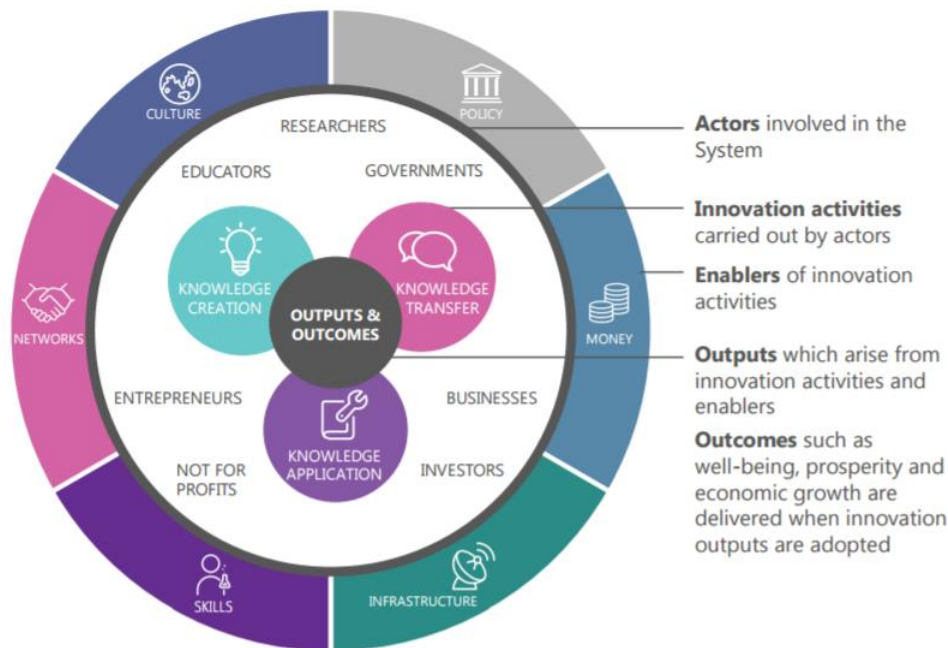 CULTURE
POLICY
RESEARCHERS
EDUCATORS
GOVERNMENTS
KNOWLEDGE
CREATION
KNOWLEDGE
TRANSFER
OUTPUTS &
OUTCOMES
NETWORKS
MONEY
ENTREPRENEURS
BUSINESSES
KNOWLEDGE
APPLICATION
NOT FOR
PROFITS
INVESTORS
SKILLS
INFRASTRUCTURE
Actors involved in the
System
Innovation activities
carried out by actors
Enablers of innovation
activities
Outputs which arise from
innovation activities and
enablers
Outcomes such as
well-being, prosperity and
economic growth are
delivered when innovation
outputs are adopted